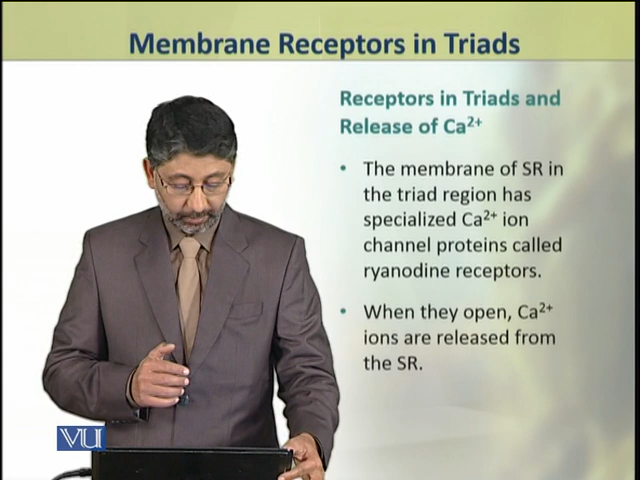 Membrane Receptors in Triads
Receptors in Triads and
Release of Ca²⁺
• The membrane of SR in
the triad region has
specialized Ca²⁺ ion
channel proteins called
ryanodine receptors.
• When they open, Ca²⁺
ions are released from
the SR.
VU